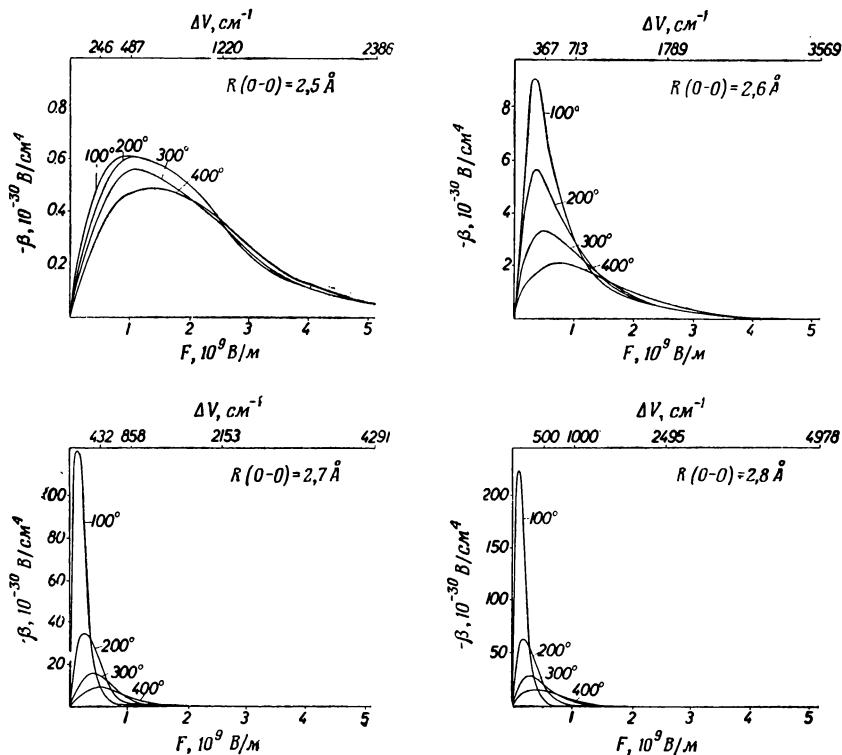 ΔV, см⁻¹
246 487 1220 2386
R (0-0) = 2,5 Å
-β, 10⁻³⁰ В/см⁴
0.8
0.6
0.4
0.2
100° 200° 300° 400°
1 2 3 4 5
F, 10⁹ В/м
ΔV, см⁻¹
367 713 1789 3569
R (0-0) = 2,6 Å
-β, 10⁻³⁰ В/см⁴
8
6
4
2
100°
200°
300°
400°
1 2 3 4 5
F, 10⁹ В/м
ΔV, см⁻¹
432 858 2153 4291
R (0-0) = 2,7 Å
-β, 10⁻³⁰ В/см⁴
100
80
60
40
20
100°
200°
300°
400°
1 2 3 4 5
F, 10⁹ В/м
ΔV, см⁻¹
500 1000 2495 4978
R (0-0) = 2,8 Å
-β, 10⁻³⁰ В/см⁴
200
150
100
50
100°
200°
300°
400°
1 2 3 4 5
F, 10⁹ В/м